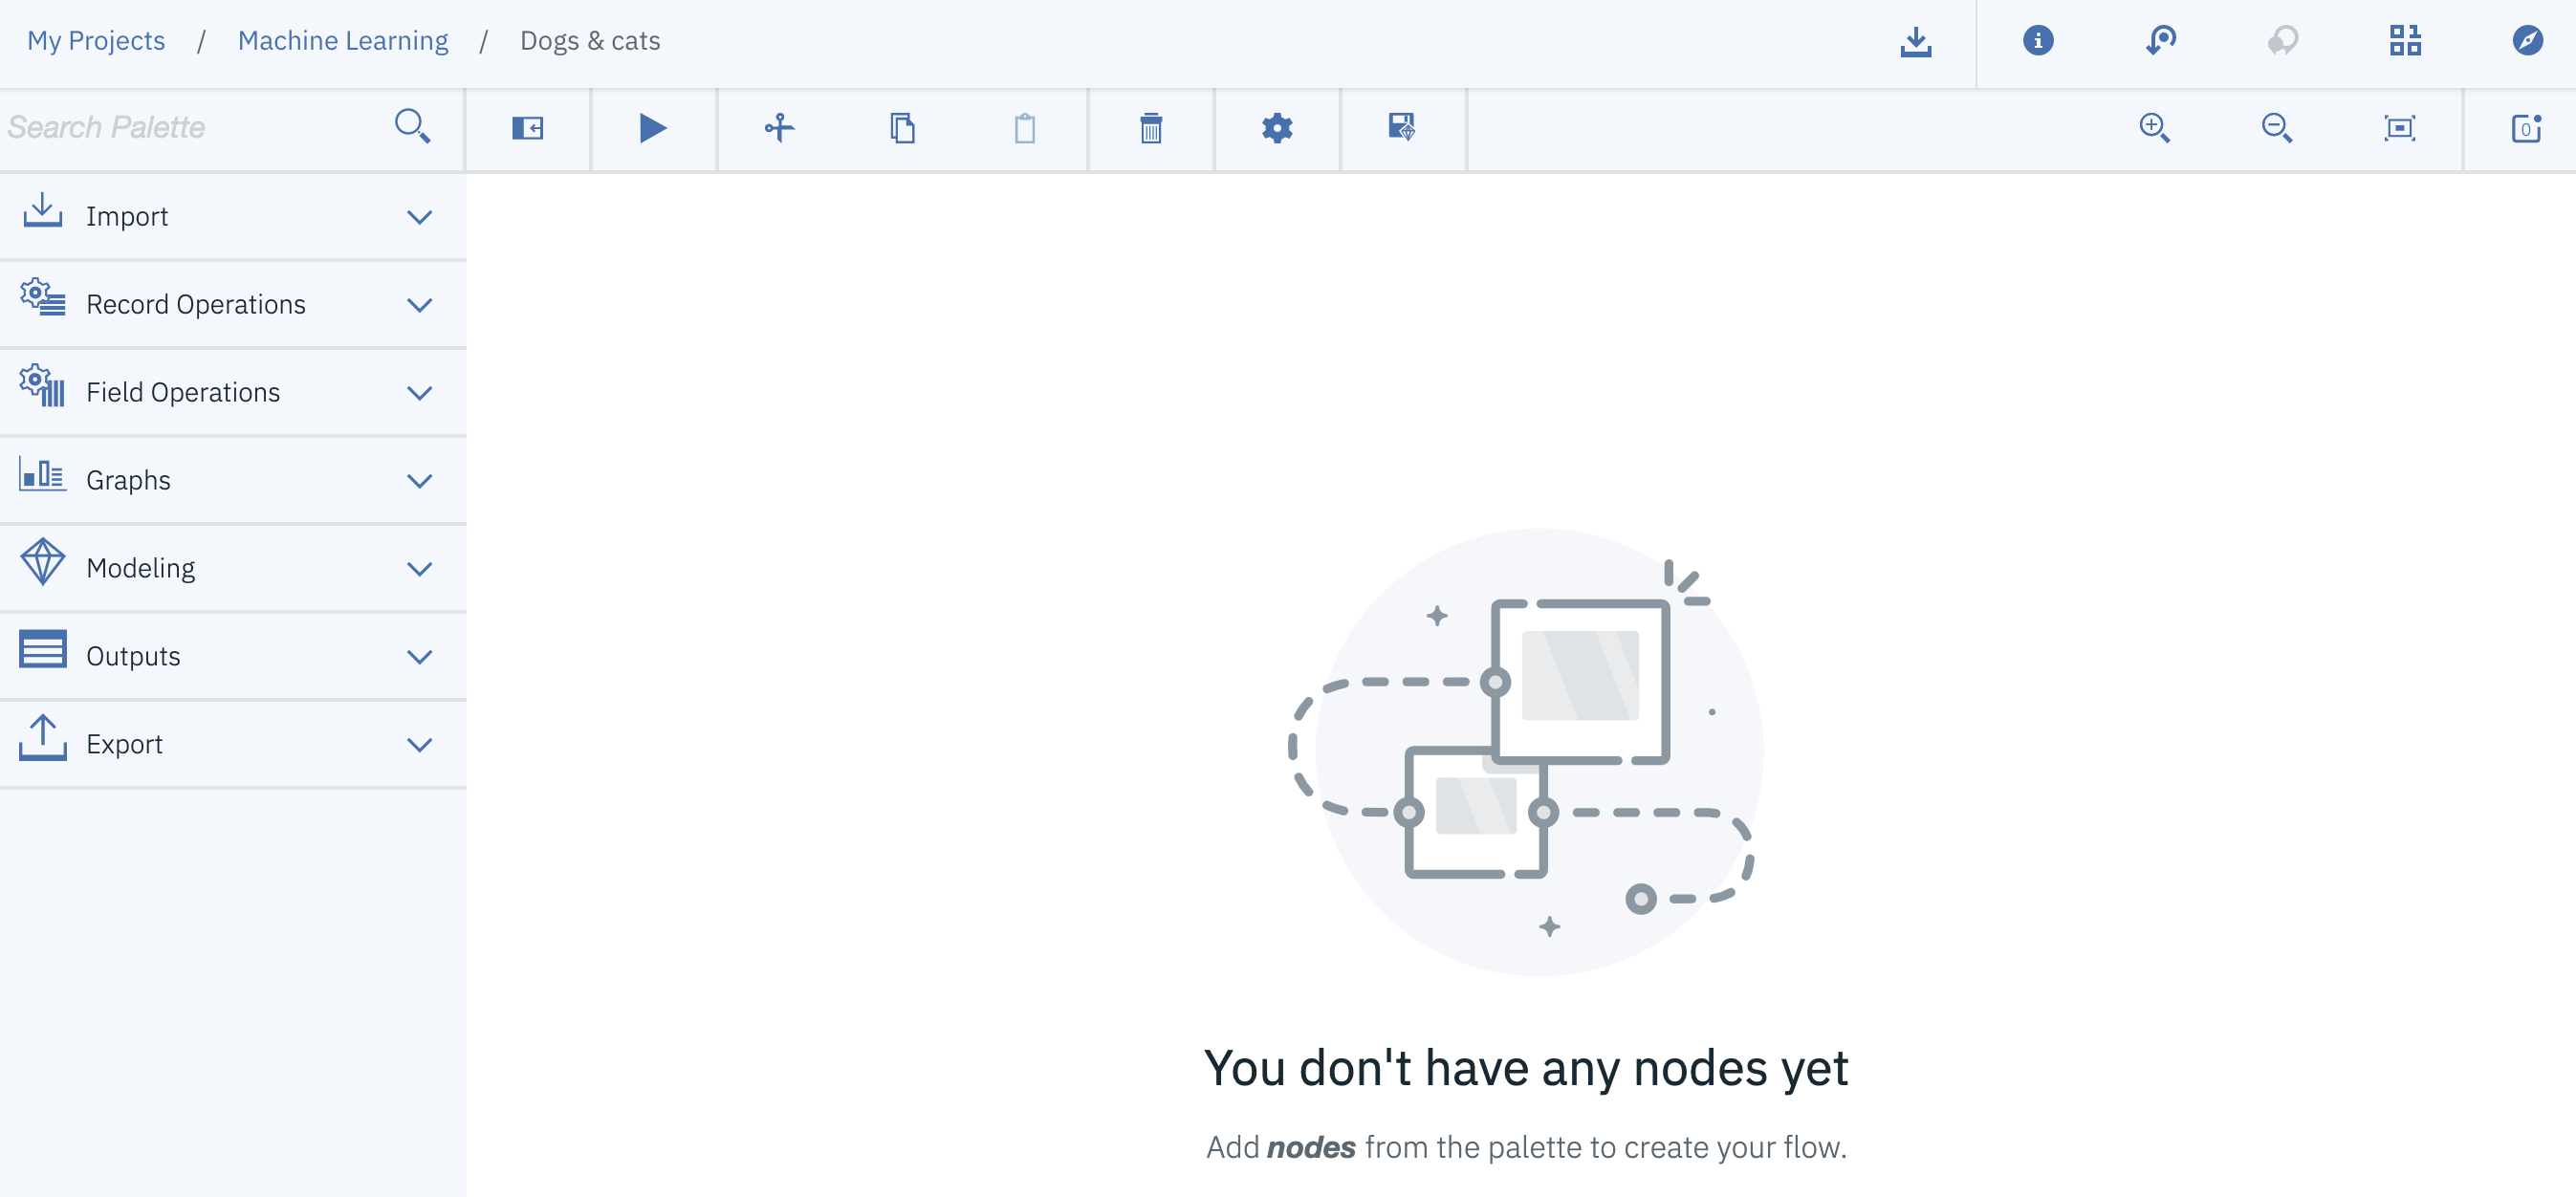 My Projects / Machine Learning / Dogs & cats
Search Palette
Import
Record Operations
Field Operations
Graphs
Modeling
Outputs
Export
0
You don't have any nodes yet
Add nodes from the palette to create your flow.